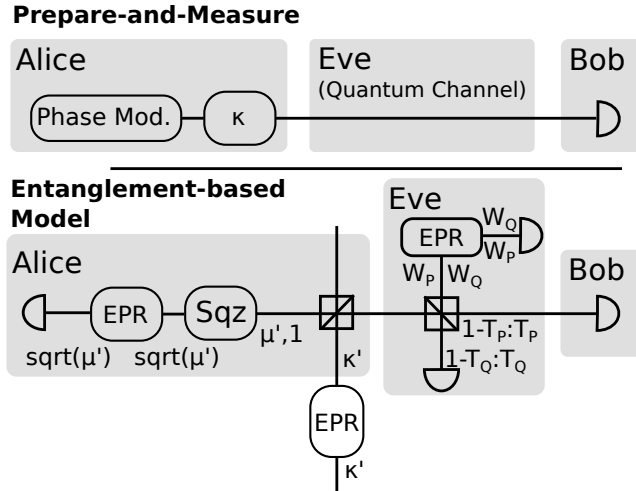 Prepare-and-Measure
Alice
Eve
(Quantum Channel)
Bob
Phase Mod.
κ
Entanglement-based
Model
Alice
Eve
Bob
EPR
W_Q
W_P
W_P
W_Q
EPR
Sqz
sqrt(μ')
sqrt(μ')
μ',1
κ'
1-T_P:T_P
1-T_Q:T_Q
EPR
κ'